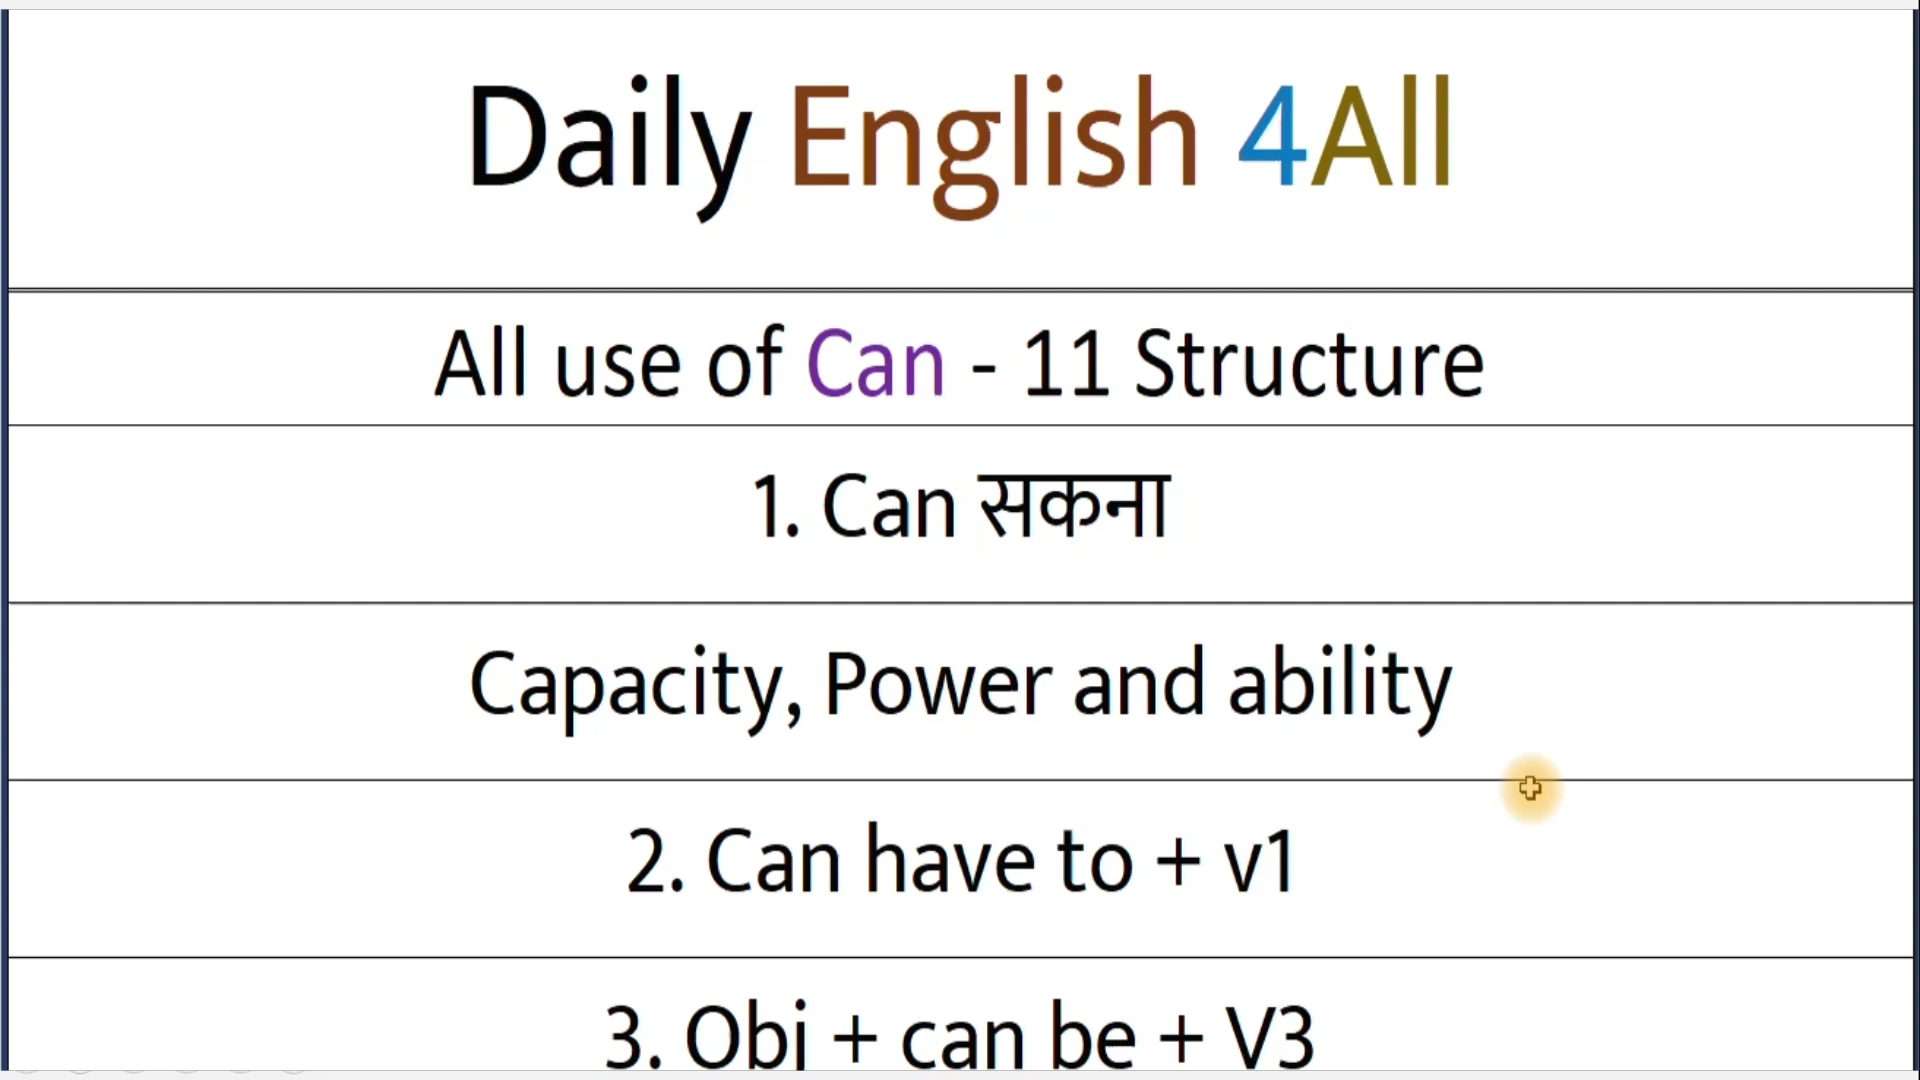 Daily English 4All
All use of Can - 11 Structure
1. Can सकना
Capacity, Power and ability
2. Can have to + v1
3. Obj + can be + V3